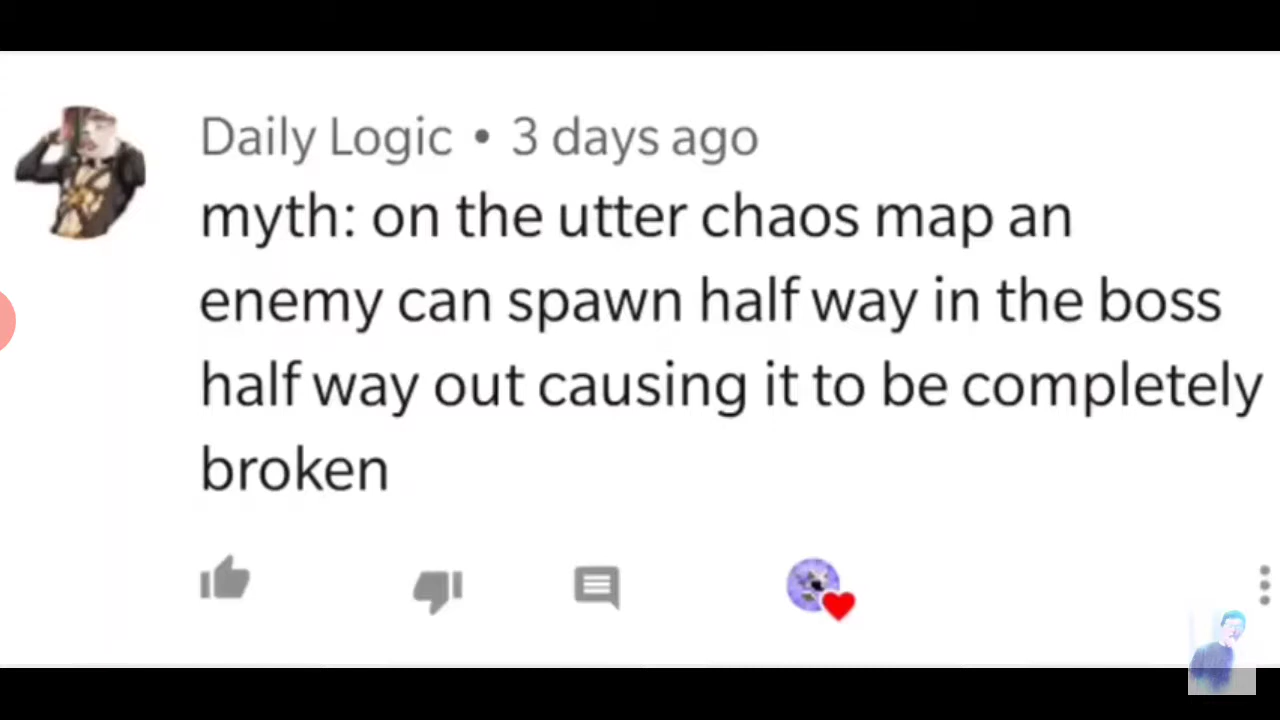 Daily Logic • 3 days ago
myth: on the utter chaos map an
enemy can spawn half way in the boss
half way out causing it to be completely
broken